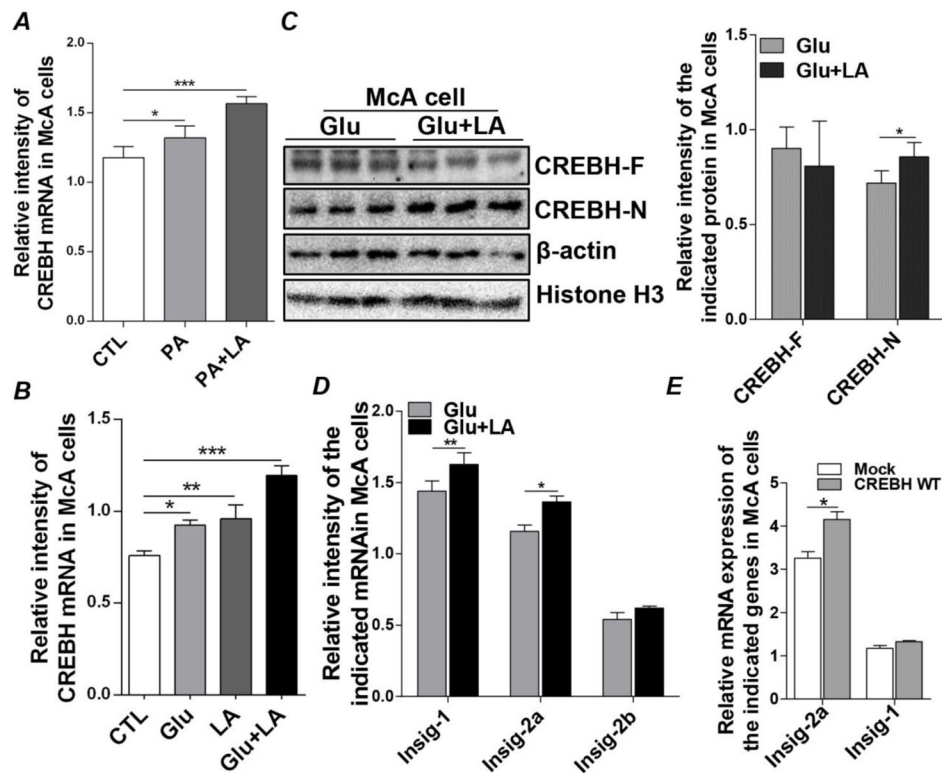 A
Relative intensity of
CREBH mRNA in McA cells
2.0
1.5
1.0
1.5
0.0
***
*
CTL
PA
PA+LA
C
McA cell
Glu
Glu+LA
CREBH-F
CREBH-N
β-actin
Histone H3
Relative intensity of the
indicated protein in McA cells
1.5
1.0
0.5
0.0
Glu
Glu+LA
*
CREBH-F
CREBH-N
B
Relative intensity of
CREBH mRNA in McA cells
1.5
1.0
0.5
0.0
***
**
*
CTL
Glu
LA
Glu+LA
D
Relative intensity of the
indicated mRNAin McA cells
2.0
1.5
1.0
0.5
0.0
Glu
Glu+LA
**
*
Insig-1
Insig-2a
Insig-2b
E
Relative mRNA expression of
the indicated genes in McA cells
5
4
3
2
1
0
Mock
CREBH WT
*
Insig-2a
Insig-1